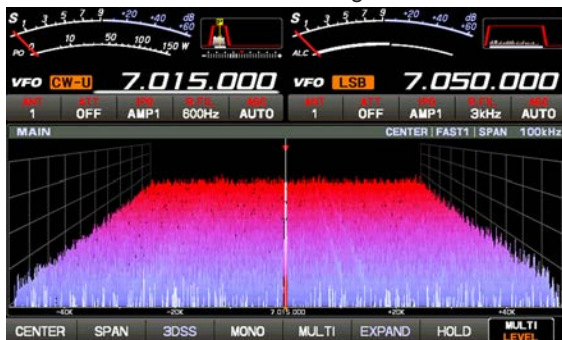 S 1 3 5 7 9 +20 +40 +60 dB
S 1 3 5 7 9 +20 +40 +60 dB
PO 0 10 50 100 150 W
ALC
VFO CW-U 7.015.000
VFO LSB 7.050.000
ANT ATT IPO R.FIL AGC
ANT ATT IPO R.FIL AGC
1 OFF AMP1 600Hz AUTO
1 OFF AMP1 3kHz AUTO
MAIN
CENTER | FAST1 | SPAN 100kHz
-40K -20K 7.015.000 +20K +40K
CENTER SPAN 3DSS MONO MULTI EXPAND HOLD MULTI
LEVEL